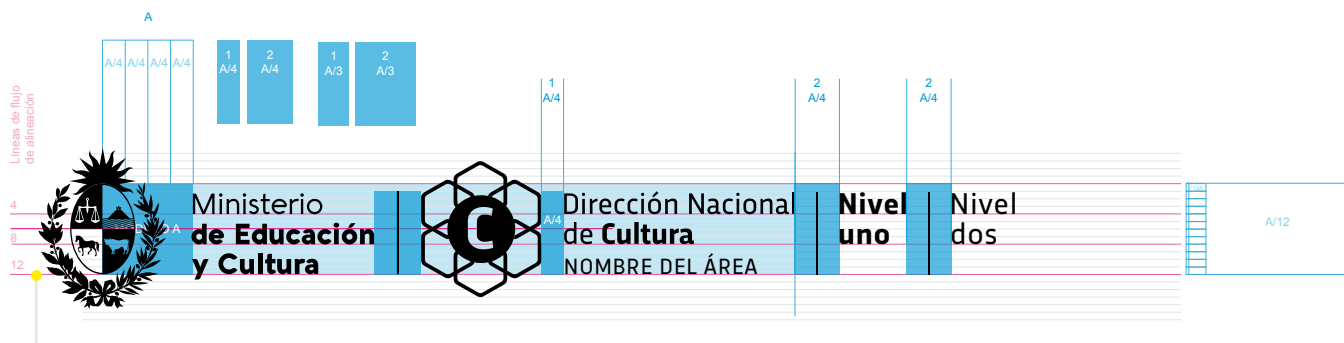 A
A/4 A/4 A/4 A/4
1
A/4
2
A/4
1
A/3
2
A/3
1
A/4
2
A/4
2
A/4
Líneas de flujo
de alineación
4
8
12
Ministerio
de Educación
y Cultura
C
A/4
Dirección Nacional
de Cultura
NOMBRE DEL ÁREA
Nivel
uno
Nivel
dos
A/12